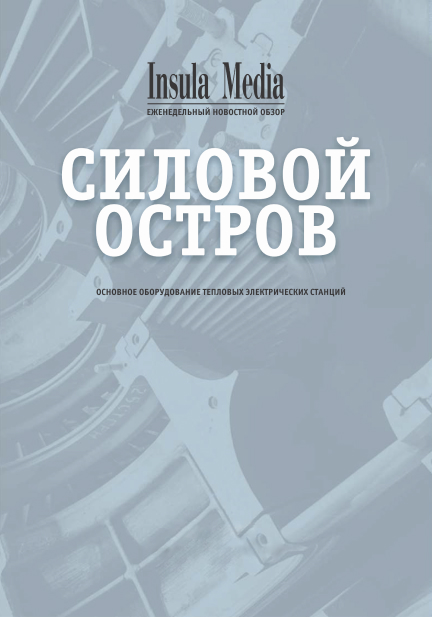 Insula Media
ЕЖЕНЕДЕЛЬНЫЙ НОВОСТНОЙ ОБЗОР
СИЛОВОЙ
ОСТРОВ
ОСНОВНОЕ ОБОРУДОВАНИЕ ТЕПЛОВЫХ ЭЛЕКТРИЧЕСКИХ СТАНЦИЙ